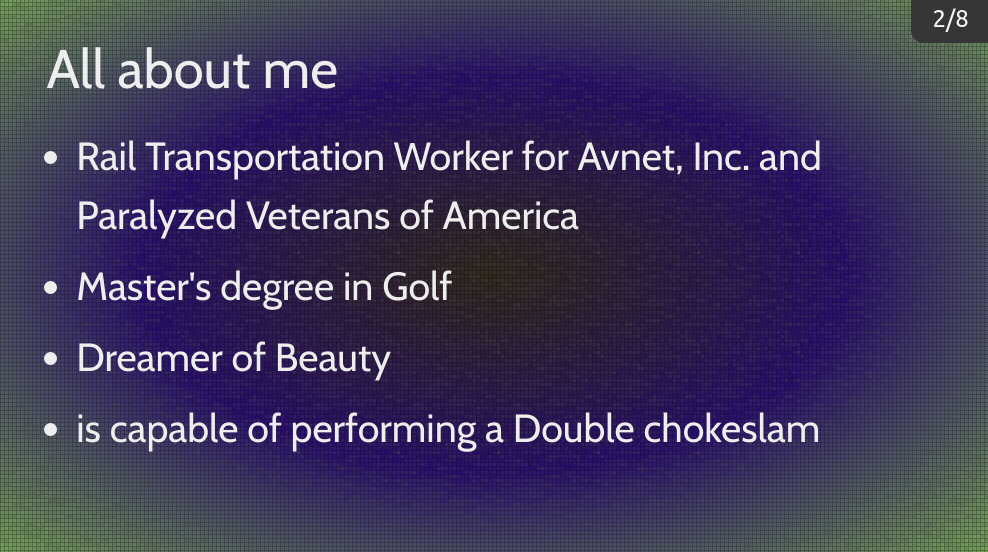 2/8
All about me
• Rail Transportation Worker for Avnet, Inc. and
Paralyzed Veterans of America
• Master's degree in Golf
• Dreamer of Beauty
• is capable of performing a Double chokeslam